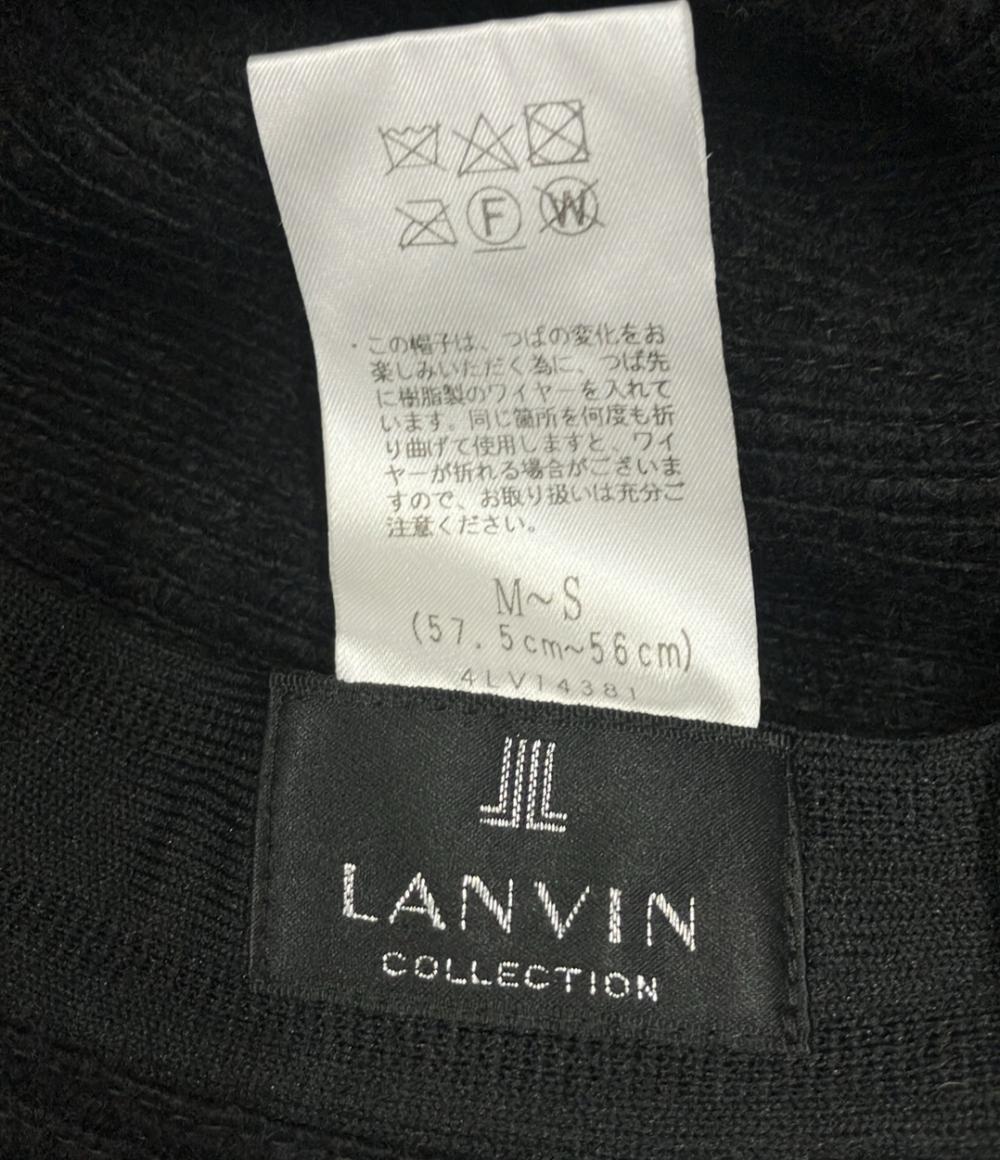 F W
・この帽子は、つばの変化をお
楽しみいただく為に、つば先
に樹脂製のワイヤーを入れて
います。同じ箇所を何度も折
り曲げて使用しますと、ワイ
ヤーが折れる場合がございま
すので、お取り扱いは充分ご
注意ください。
M~S
(57.5cm~56cm)
4LV14381
LANVIN
COLLECTION